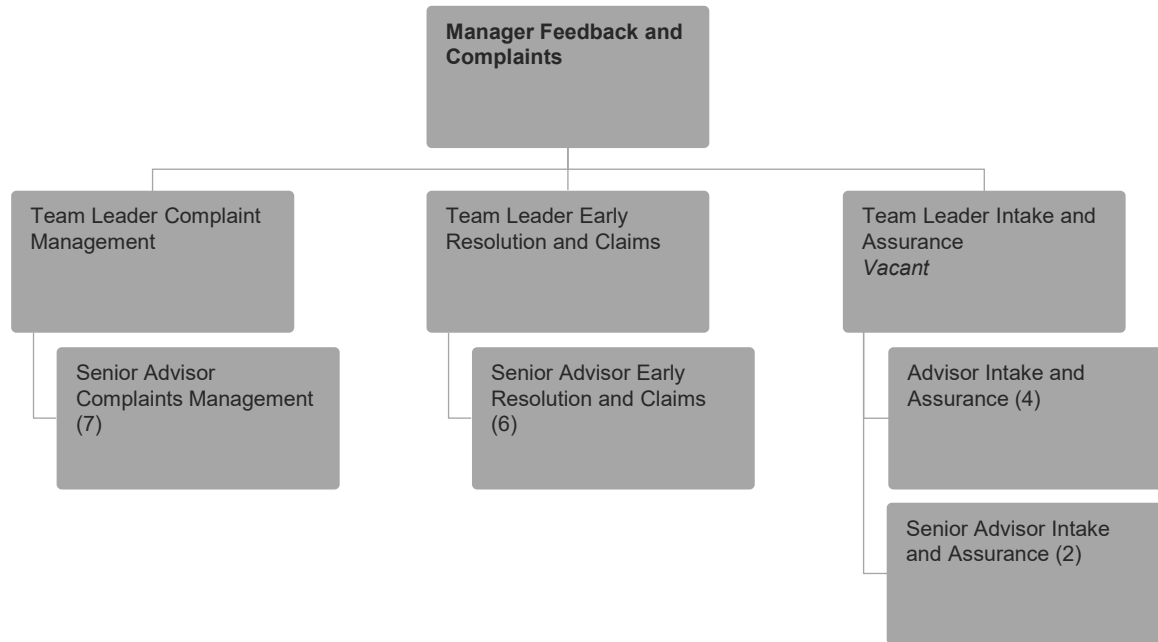 Manager Feedback and
Complaints
Team Leader Complaint
Management
Team Leader Early
Resolution and Claims
Team Leader Intake and
Assurance
Vacant
Senior Advisor
Complaints Management
(7)
Senior Advisor Early
Resolution and Claims
(6)
Advisor Intake and
Assurance (4)
Senior Advisor Intake
and Assurance (2)